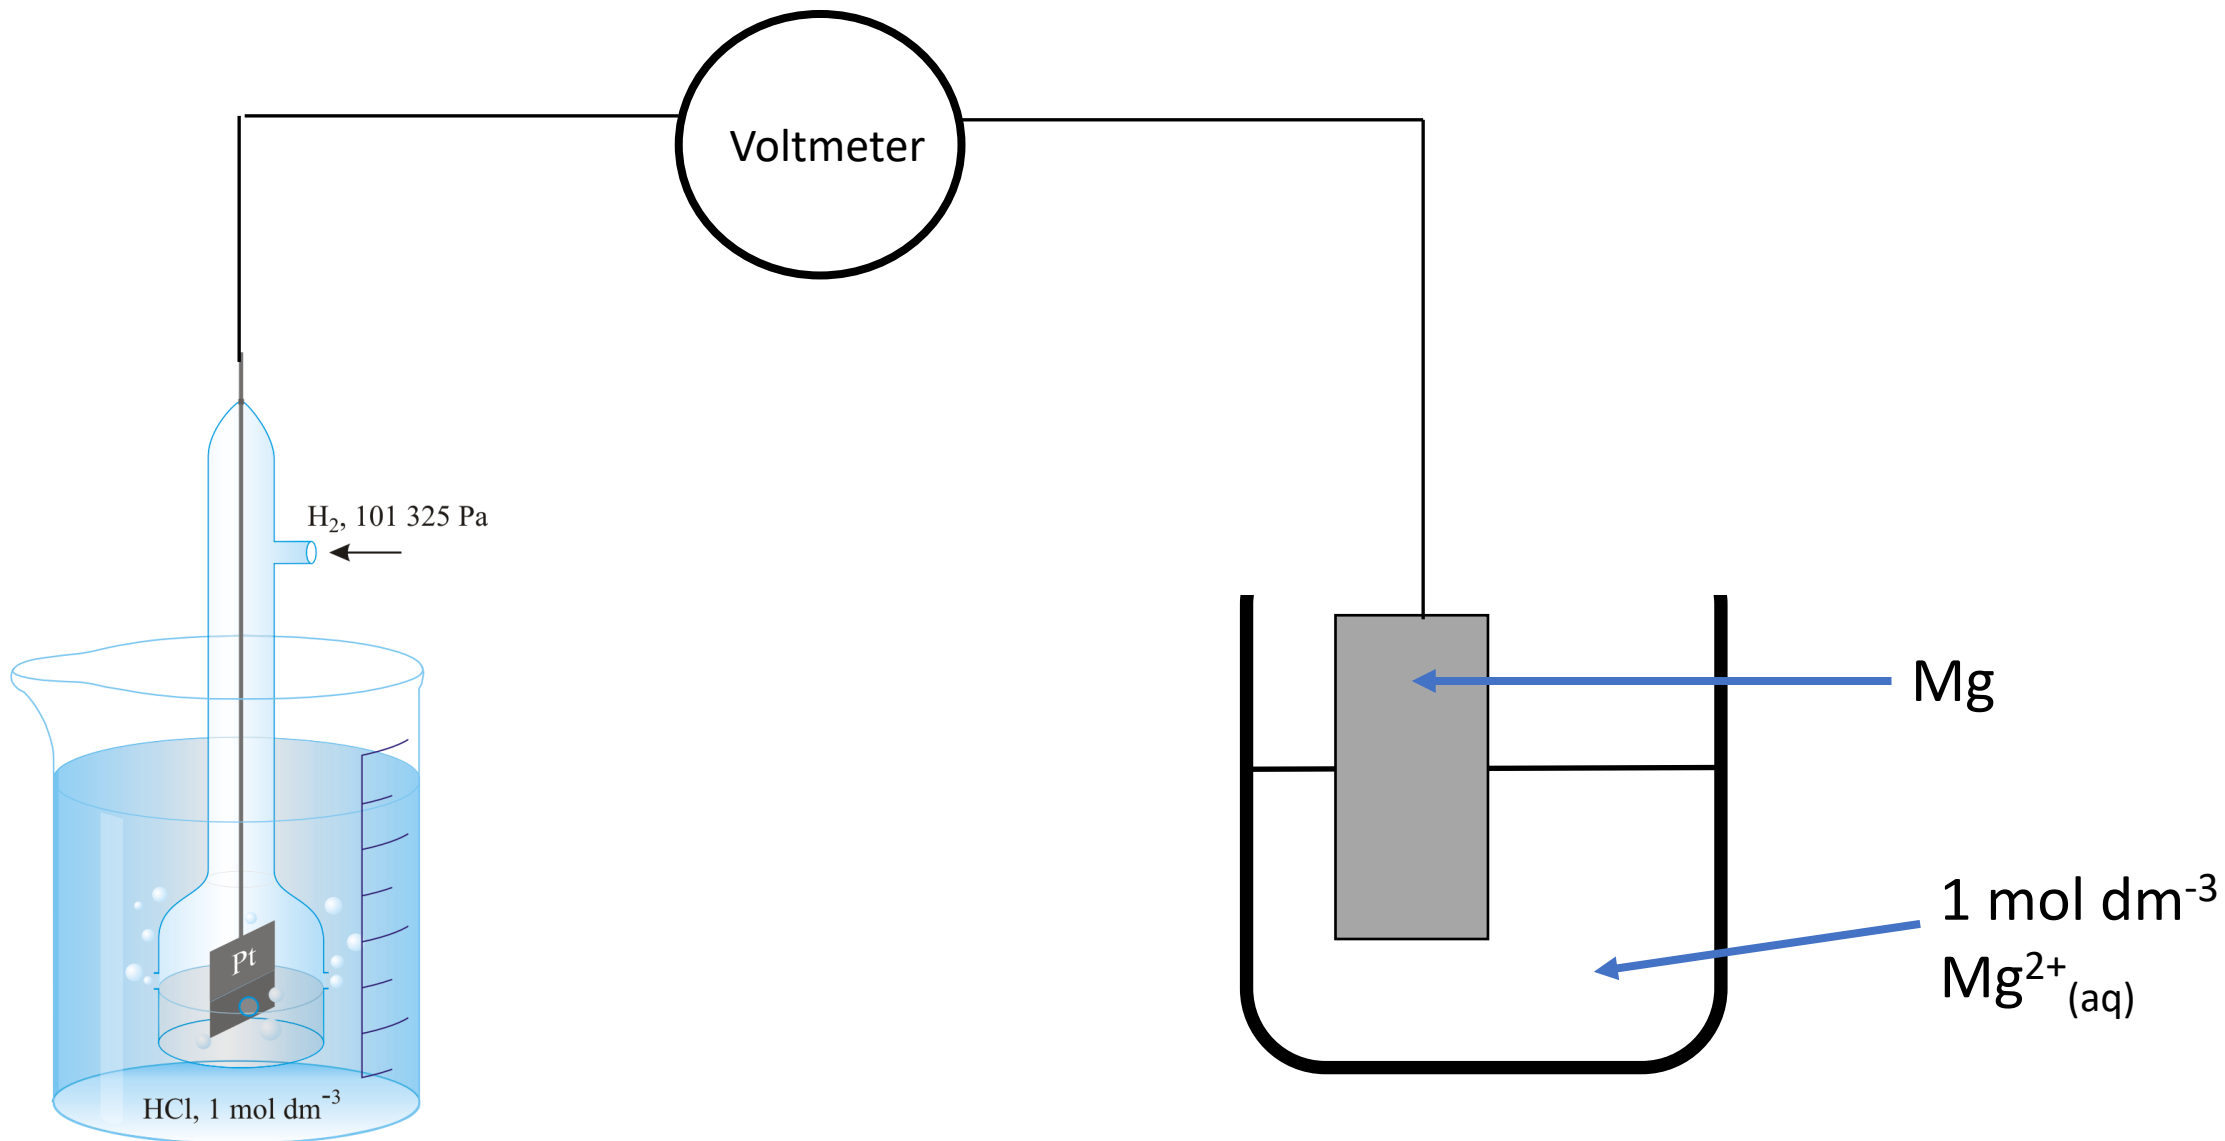 Voltmeter
H₂, 101 325 Pa
Mg
Pt
1 mol dm⁻³
Mg²⁺₍aq₎
HCl, 1 mol dm⁻³